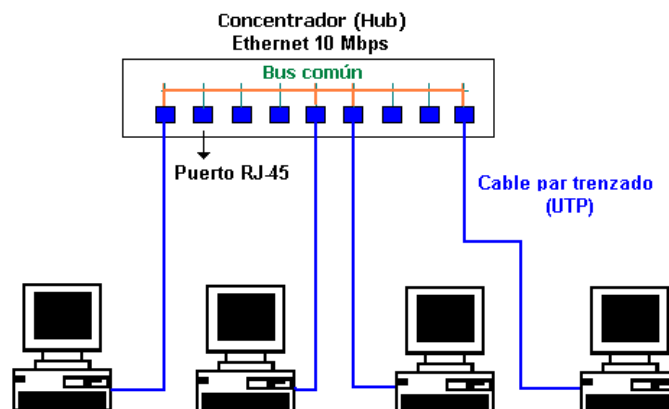 Concentrador (Hub)
Ethernet 10 Mbps
Bus común
Puerto RJ-45
Cable par trenzado
(UTP)